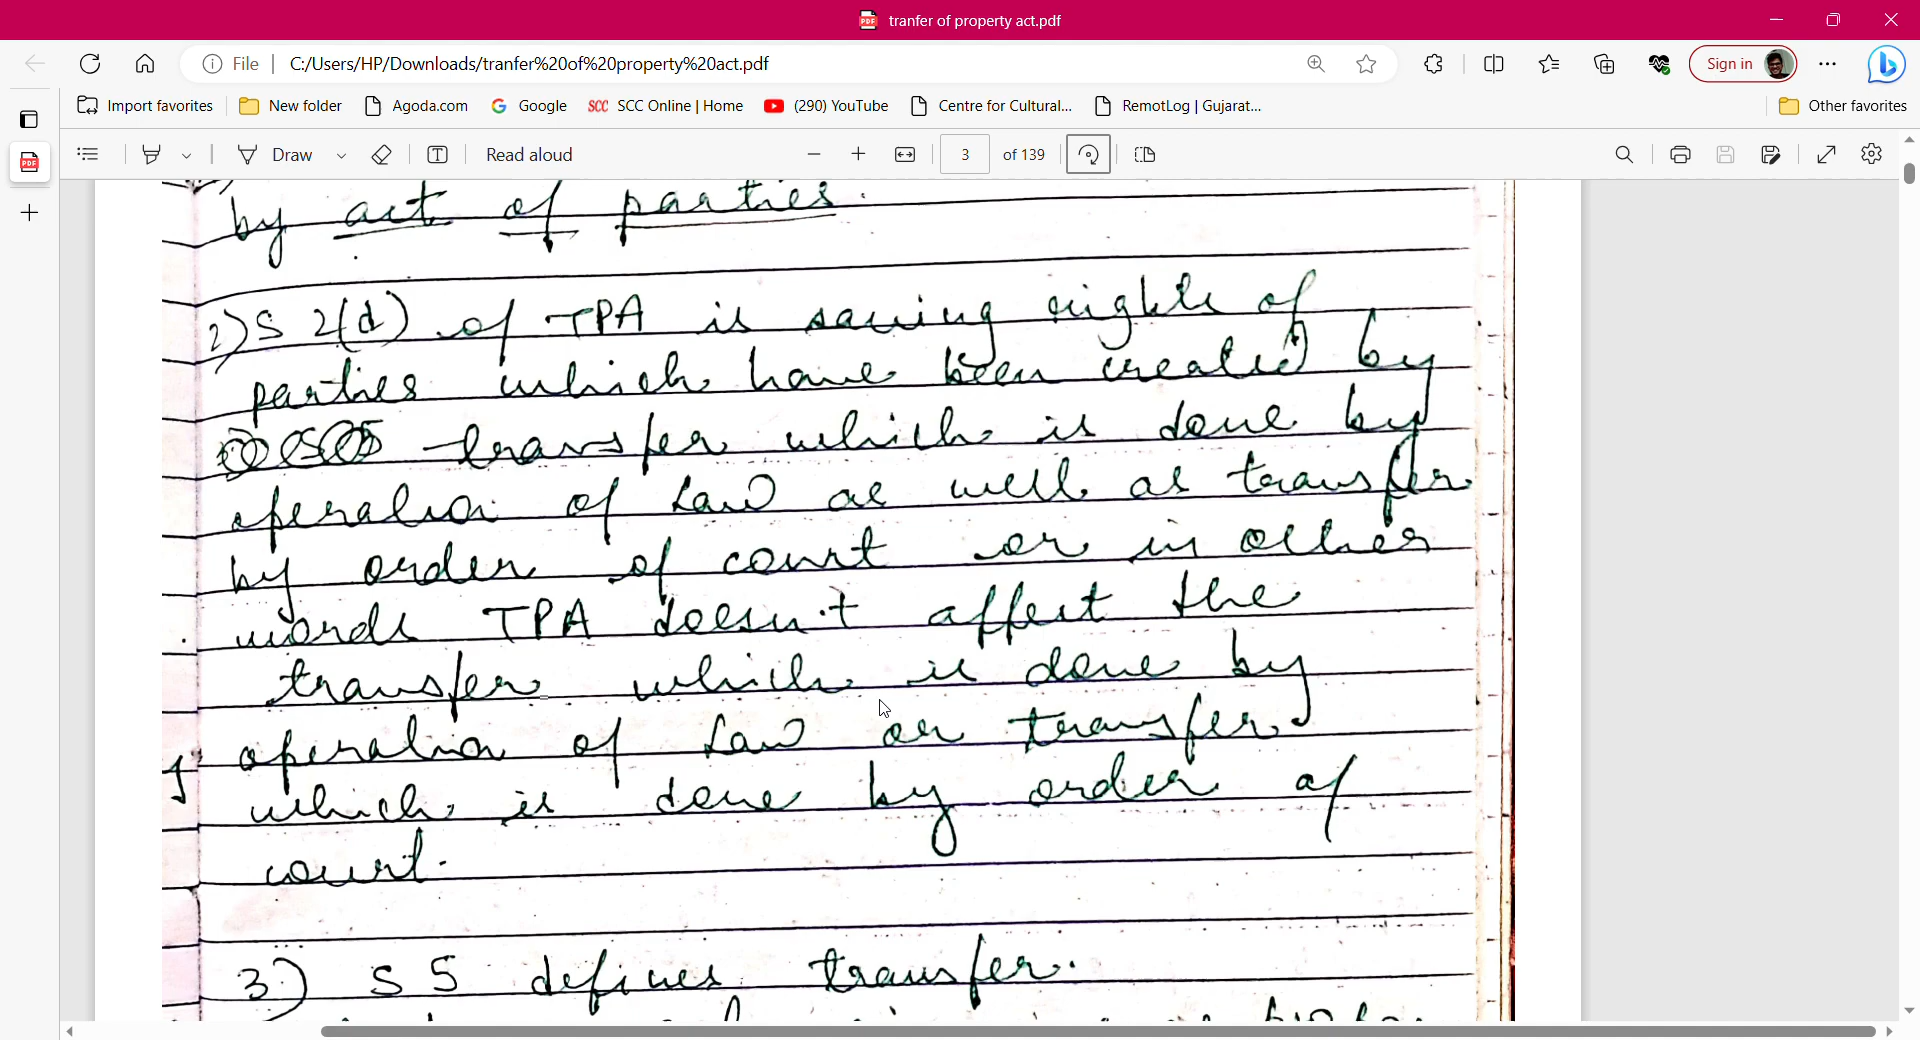 tranfer of property act.pdf
File C:/Users/HP/Downloads/tranfer%20of%20property%20act.pdf Sign in
Import favorites New folder Agoda.com Google SCC SCC Online | Home (290) YouTube Centre for Cultural... RemotLog | Gujarat... Other favorites
Draw Read aloud 3 of 139
by act of parties.
2) S 2(d) of TPA is saving rights of
parties which have been created by
transfer which is done by
operation of Law as well as transfer
by order of court or in other
words TPA doesn't affect the
transfer which is done by
operation of Law or transfer
which is done by order of
court.
3.) S 5 defines transfer.